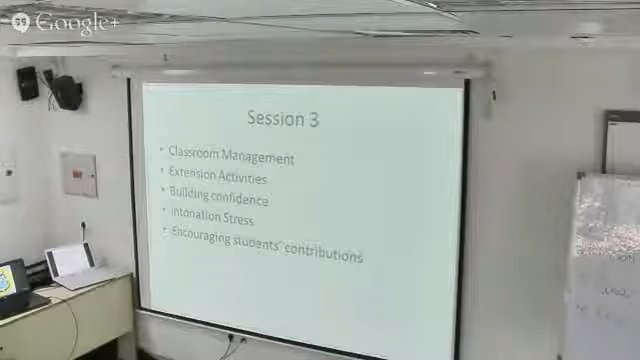 Google+
Session 3
• Classroom Management
• Extension Activities
• Building confidence
• Intonation Stress
• Encouraging students' contributions